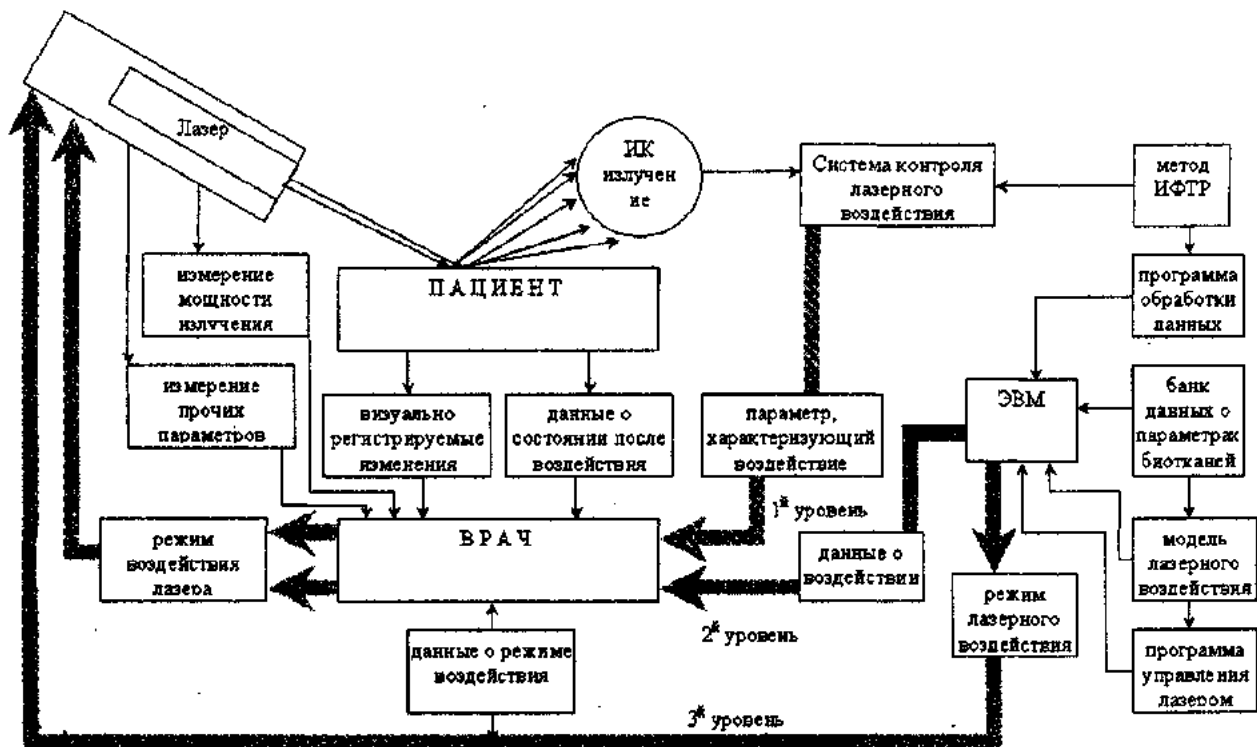 Лазер
ИК
излучен
ие
Система контроля
лазерного
воздействия
метод
ИФТР
измерение
мощности
излучения
ПАЦИЕНТ
программа
обработки
данных
измерение
прочих
параметров
визуально
регистрируемые
изменения
данные о
состоянии после
воздействия
параметр,
характеризующий
воздействие
ЭВМ
банк
данных о
параметрах
биотканей
1й уровень
режим
воздействия
лазера
ВРАЧ
данные о
воздействии
модель
лазерного
воздействия
режим
лазерного
воздействия
2й уровень
данные о режиме
воздействия
программа
управления
лазером
3й уровень